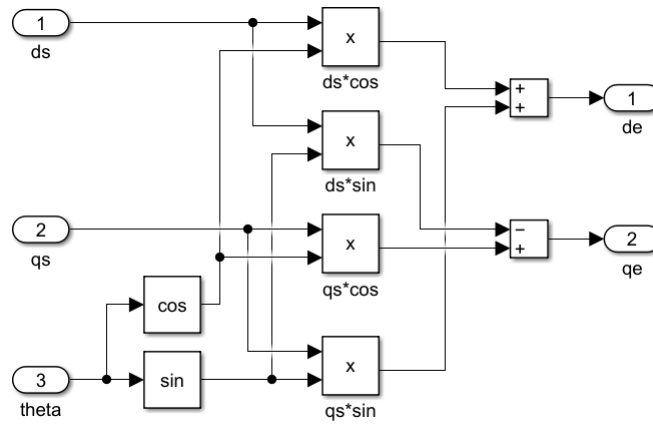 1
ds
x
ds*cos
+
+
1
de
x
ds*sin
2
qs
x
qs*cos
−
+
2
qe
cos
3
theta
sin
x
qs*sin